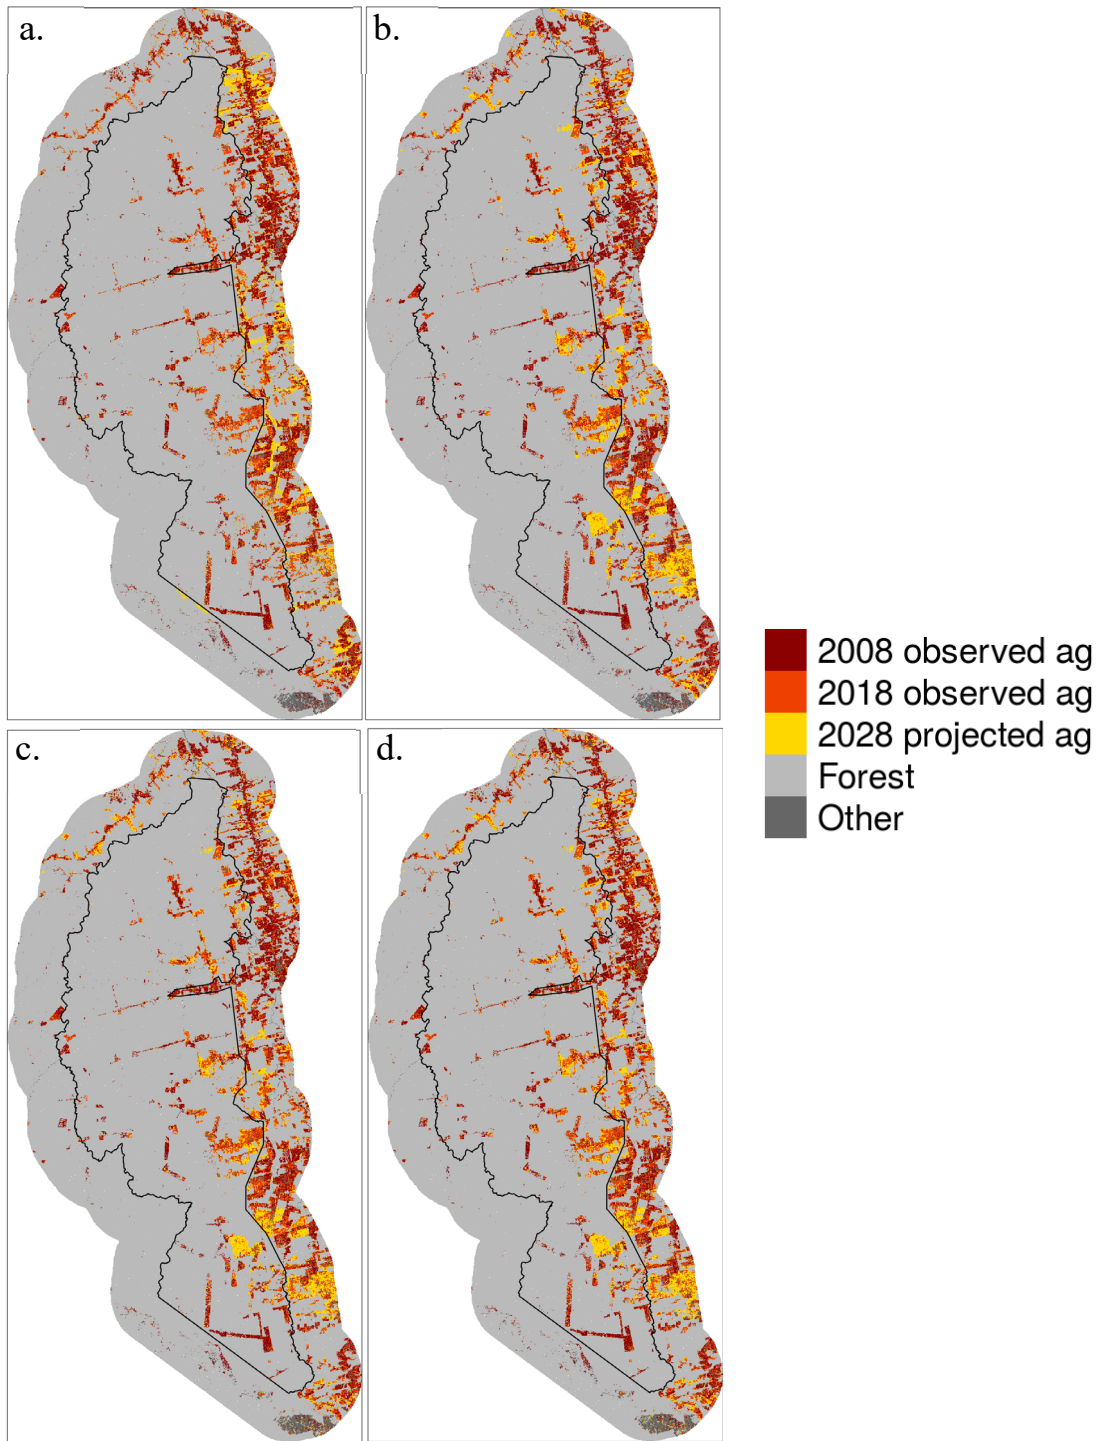 a.
b.
2008 observed ag
2018 observed ag
2028 projected ag
Forest
Other
c.
d.